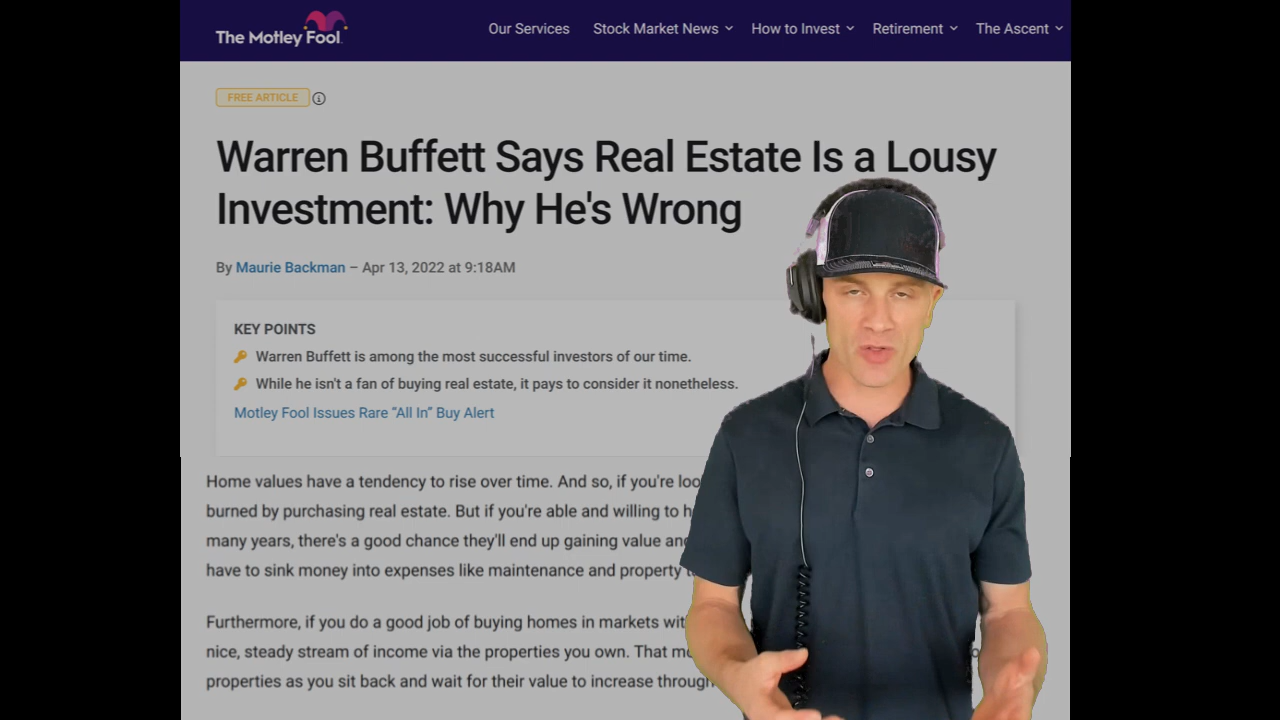 The Motley Fool
Our Services Stock Market News How to Invest Retirement The Ascent
FREE ARTICLE
Warren Buffett Says Real Estate Is a Lousy
Investment: Why He's Wrong
By Maurie Backman – Apr 13, 2022 at 9:18AM
KEY POINTS
Warren Buffett is among the most successful investors of our time.
While he isn't a fan of buying real estate, it pays to consider it nonetheless.
Motley Fool Issues Rare “All In” Buy Alert
Home values have a tendency to rise over time. And so, if you're
burned by purchasing real estate. But if you're able and willing to
many years, there's a good chance they'll end up gaining value
have to sink money into expenses like maintenance and property
Furthermore, if you do a good job of buying homes in markets
nice, steady stream of income via the properties you own. That
properties as you sit back and wait for their value to increase through